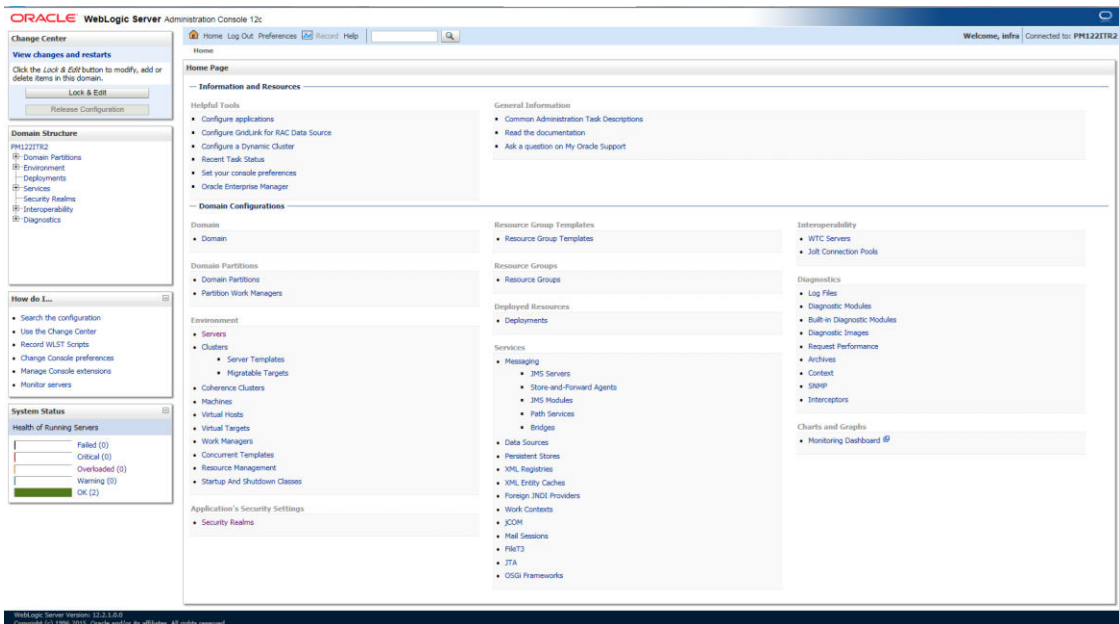 ORACLE WebLogic Server Administration Console 12c
Change Center
View changes and restarts
Click the Lock & Edit button to modify, add or
delete items in this domain.
Lock & Edit
Release Configuration
Domain Structure
PM122ITR2
Domain Partitions
Environment
Deployments
Services
Security Realms
Interoperability
Diagnostics
How do I...
Search the configuration
Use the Change Center
Record WLST Scripts
Change Console preferences
Manage Console extensions
Monitor servers
System Status
Health of Running Servers
Failed (0)
Critical (0)
Overloaded (0)
Warning (0)
OK (2)
Home Log Out Preferences Record Help
Welcome, infra Connected to: PM122ITR2
Home
Home Page
Information and Resources
Helpful Tools
Configure applications
Configure GridLink for RAC Data Source
Configure a Dynamic Cluster
Recent Task Status
Set your console preferences
Oracle Enterprise Manager
General Information
Common Administration Task Descriptions
Read the documentation
Ask a question on My Oracle Support
Domain Configurations
Domain
Domain
Domain Partitions
Domain Partitions
Partition Work Managers
Environment
Servers
Clusters
Server Templates
Migratable Targets
Coherence Clusters
Machines
Virtual Hosts
Virtual Targets
Work Managers
Concurrent Templates
Resource Management
Startup And Shutdown Classes
Application's Security Settings
Security Realms
Resource Group Templates
Resource Group Templates
Resource Groups
Resource Groups
Deployed Resources
Deployments
Services
Messaging
JMS Servers
Store-and-Forward Agents
JMS Modules
Path Services
Bridges
Data Sources
Persistent Stores
XML Registries
XML Entity Caches
Foreign JNDI Providers
Work Contexts
jCOM
Mail Sessions
FileT3
JTA
OSGi Frameworks
Interoperability
WTC Servers
Jolt Connection Pools
Diagnostics
Log Files
Diagnostic Modules
Built-in Diagnostic Modules
Diagnostic Images
Request Performance
Archives
Context
SNMP
Interceptors
Charts and Graphs
Monitoring Dashboard
WebLogic Server Version: 12.2.1.0.0
Copyright (c) 1996,2015, Oracle and/or its affiliates. All rights reserved.